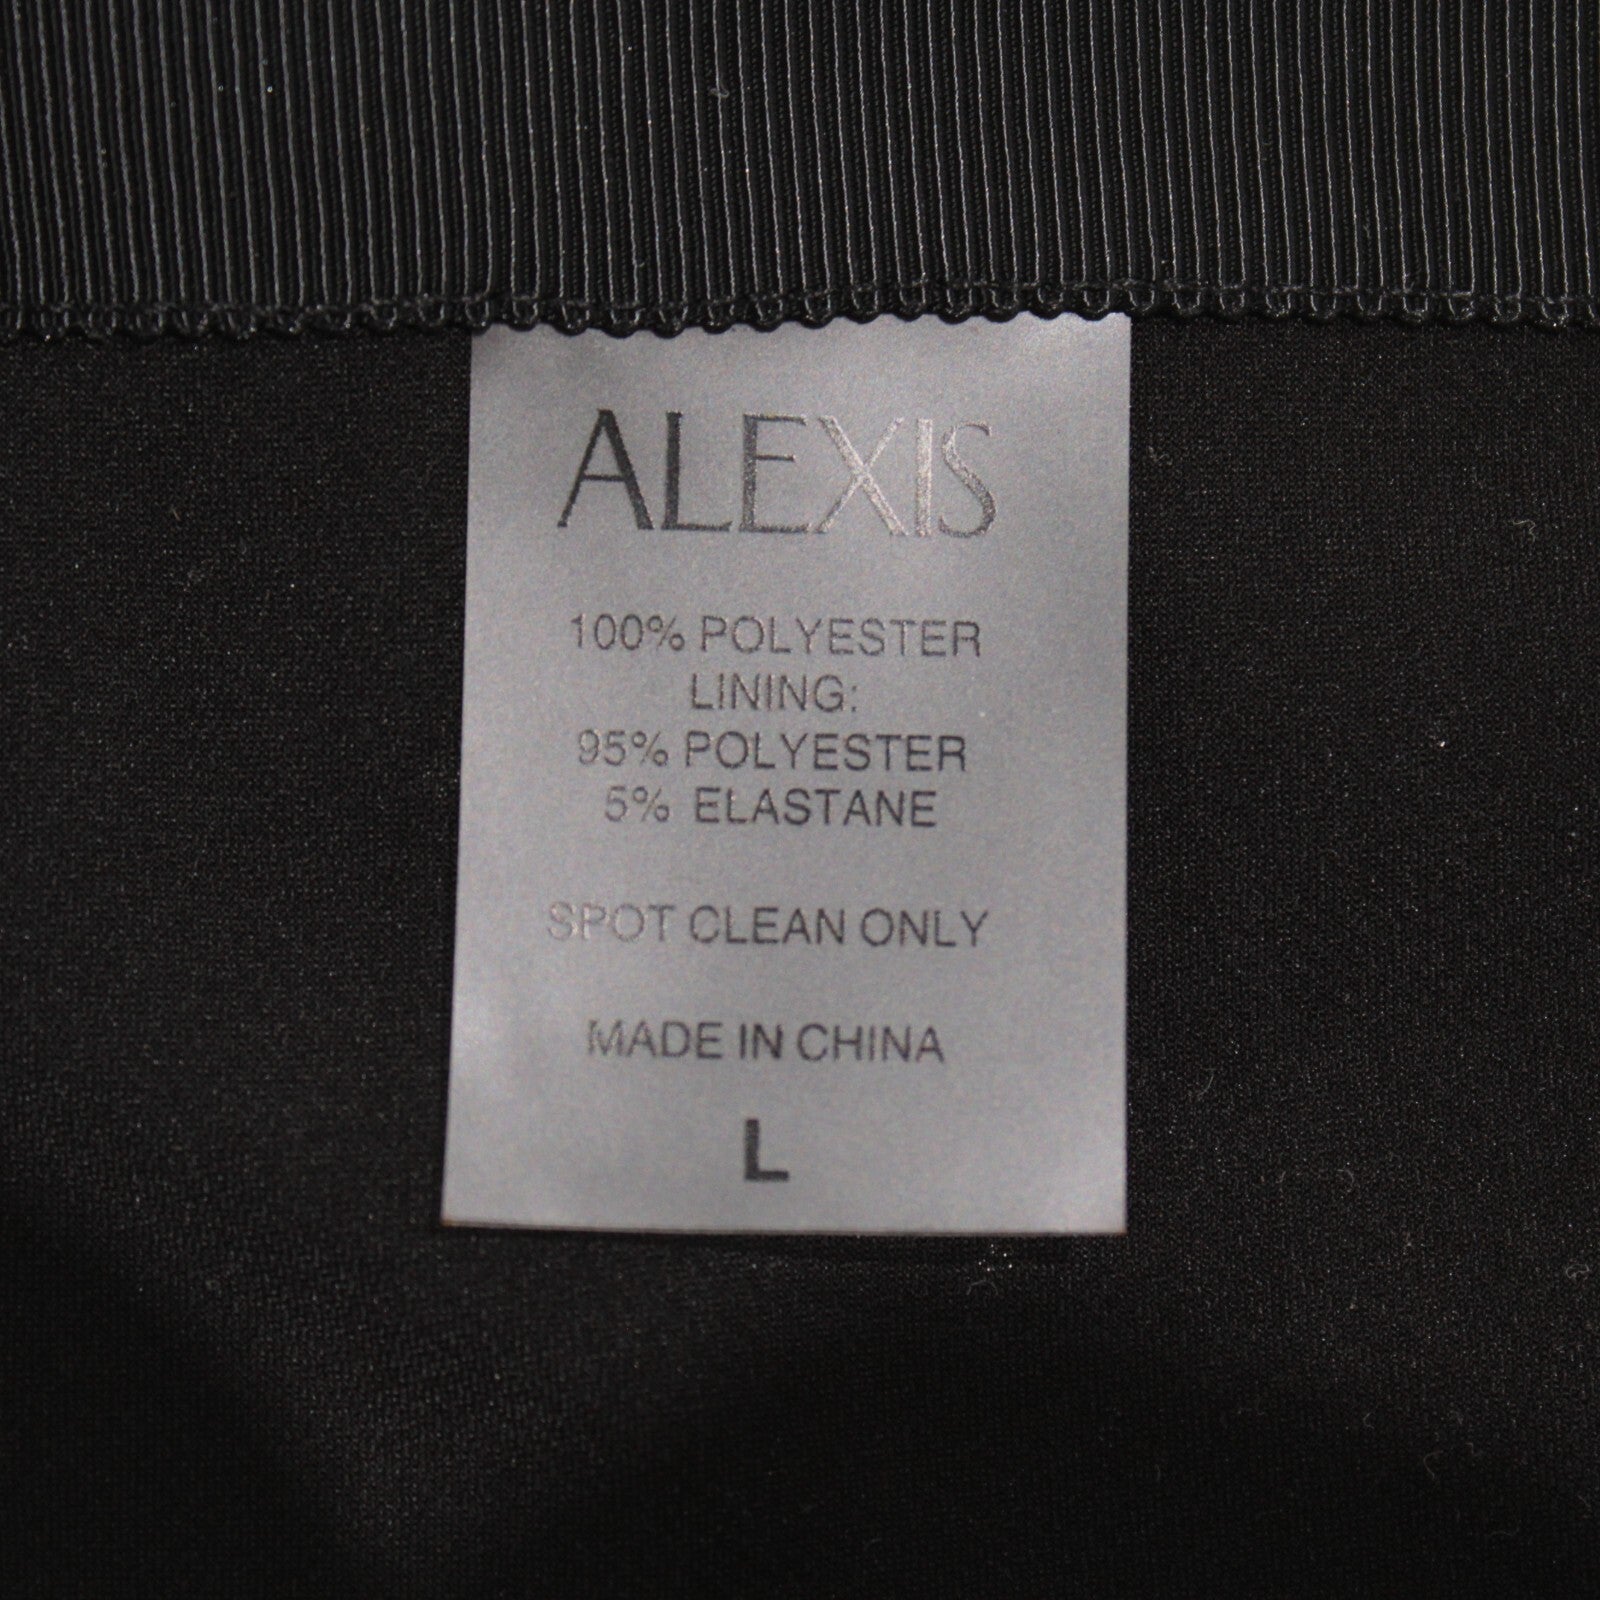 ALEXIS
100% POLYESTER
LINING:
95% POLYESTER
5% ELASTANE
SPOT CLEAN ONLY
MADE IN CHINA
L